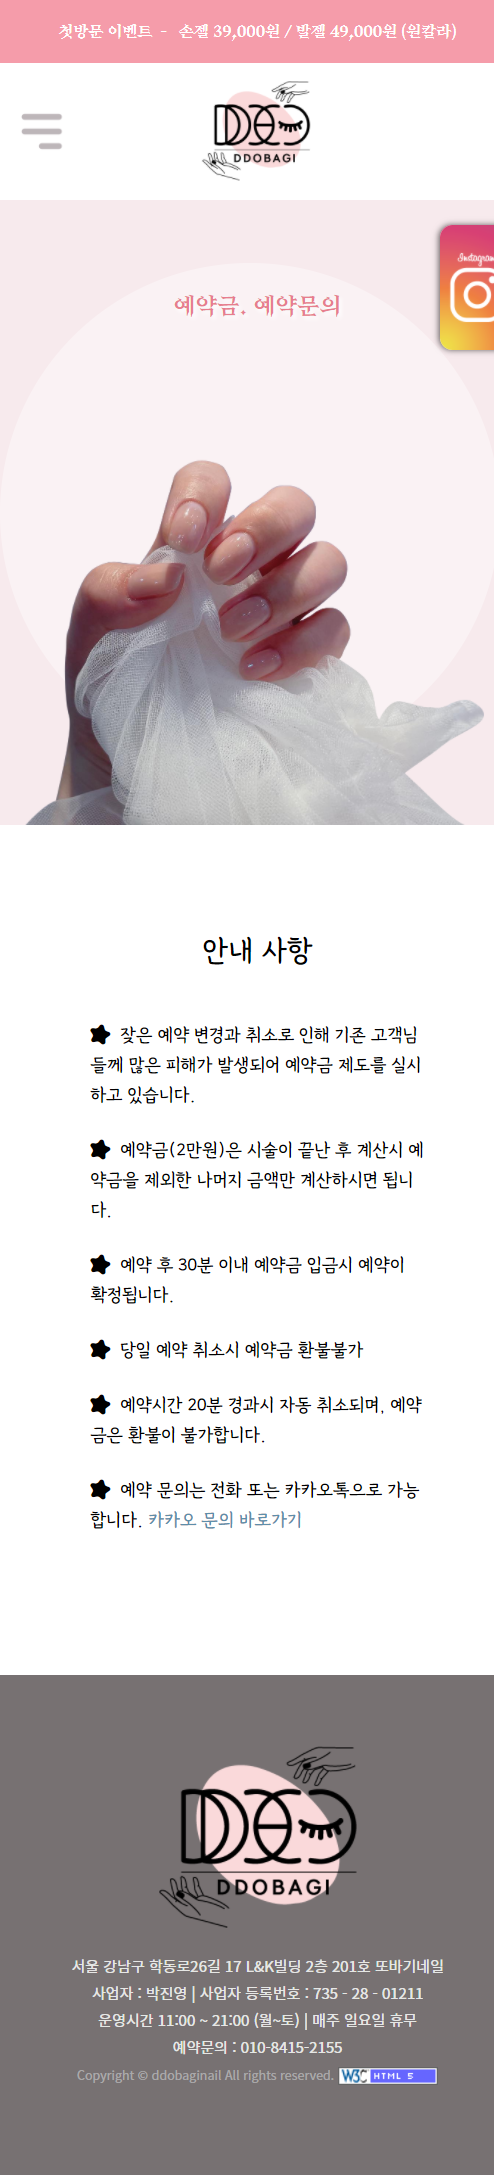 첫방문 이벤트 - 손젤 39,000원 / 발젤 49,000원 (원칼라)
DDOBAGI
예약금. 예약문의
Instagram
안내 사항
잦은 예약 변경과 취소로 인해 기존 고객님
들께 많은 피해가 발생되어 예약금 제도를 실시
하고 있습니다.
예약금(2만원)은 시술이 끝난 후 계산시 예
약금을 제외한 나머지 금액만 계산하시면 됩니
다.
예약 후 30분 이내 예약금 입금시 예약이
확정됩니다.
당일 예약 취소시 예약금 환불불가
예약시간 20분 경과시 자동 취소되며, 예약
금은 환불이 불가합니다.
예약 문의는 전화 또는 카카오톡으로 가능
합니다. 카카오 문의 바로가기
DDOBAGI
서울 강남구 학동로26길 17 L&K빌딩 2층 201호 또바기네일
사업자 : 박진영 | 사업자 등록번호 : 735 - 28 - 01211
운영시간 11:00 ~ 21:00 (월~토) | 매주 일요일 휴무
예약문의 : 010-8415-2155
Copyright © ddobaginail All rights reserved. W3C HTML 5